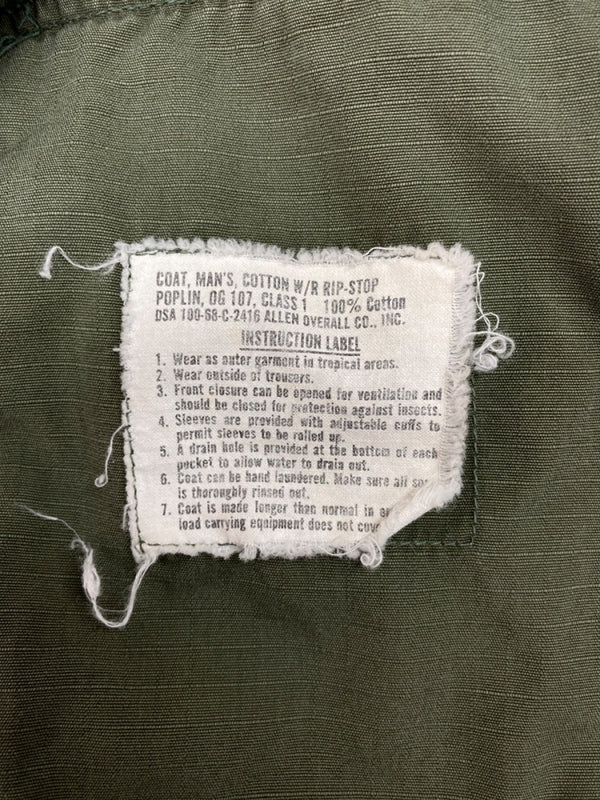 COAT, MAN'S, COTTON W/R RIP-STOP
POPLIN, OG 107, CLASS 1 100% Cotton
DSA 100-68-C-2416 ALLEN OVERALL CO., INC.
INSTRUCTION LABEL
1. Wear as outer garment in tropical areas.
2. Wear outside of trousers.
3. Front closure can be opened for ventilation and
should be closed for protection against insects.
4. Sleeves are provided with adjustable cuffs to
permit sleeves to be rolled up.
5. A drain hole is provided at the bottom of each
pocket to allow water to drain out.
6. Coat can be hand laundered. Make sure all
is thoroughly rinsed out.
7. Coat is made longer than normal in
load carrying equipment does not